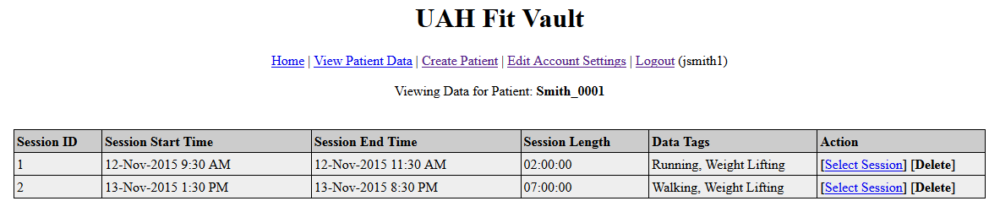 UAH Fit Vault
Home | View Patient Data | Create Patient | Edit Account Settings | Logout (jsmith1)
Viewing Data for Patient: Smith_0001
Session ID Session Start Time Session End Time Session Length Data Tags Action
1 12-Nov-2015 9:30 AM 12-Nov-2015 11:30 AM 02:00:00 Running, Weight Lifting [Select Session] [Delete]
2 13-Nov-2015 1:30 PM 13-Nov-2015 8:30 PM 07:00:00 Walking, Weight Lifting [Select Session] [Delete]